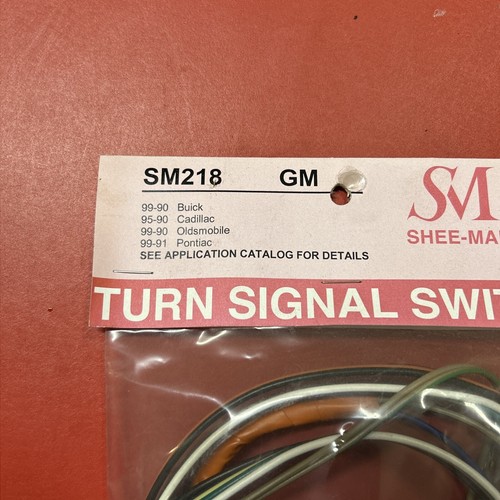 SM218 GM
99-90 Buick
95-90 Cadillac
99-90 Oldsmobile
99-91 Pontiac
SEE APPLICATION CATALOG FOR DETAILS
SM
SHEE-MA
TURN SIGNAL SWIT